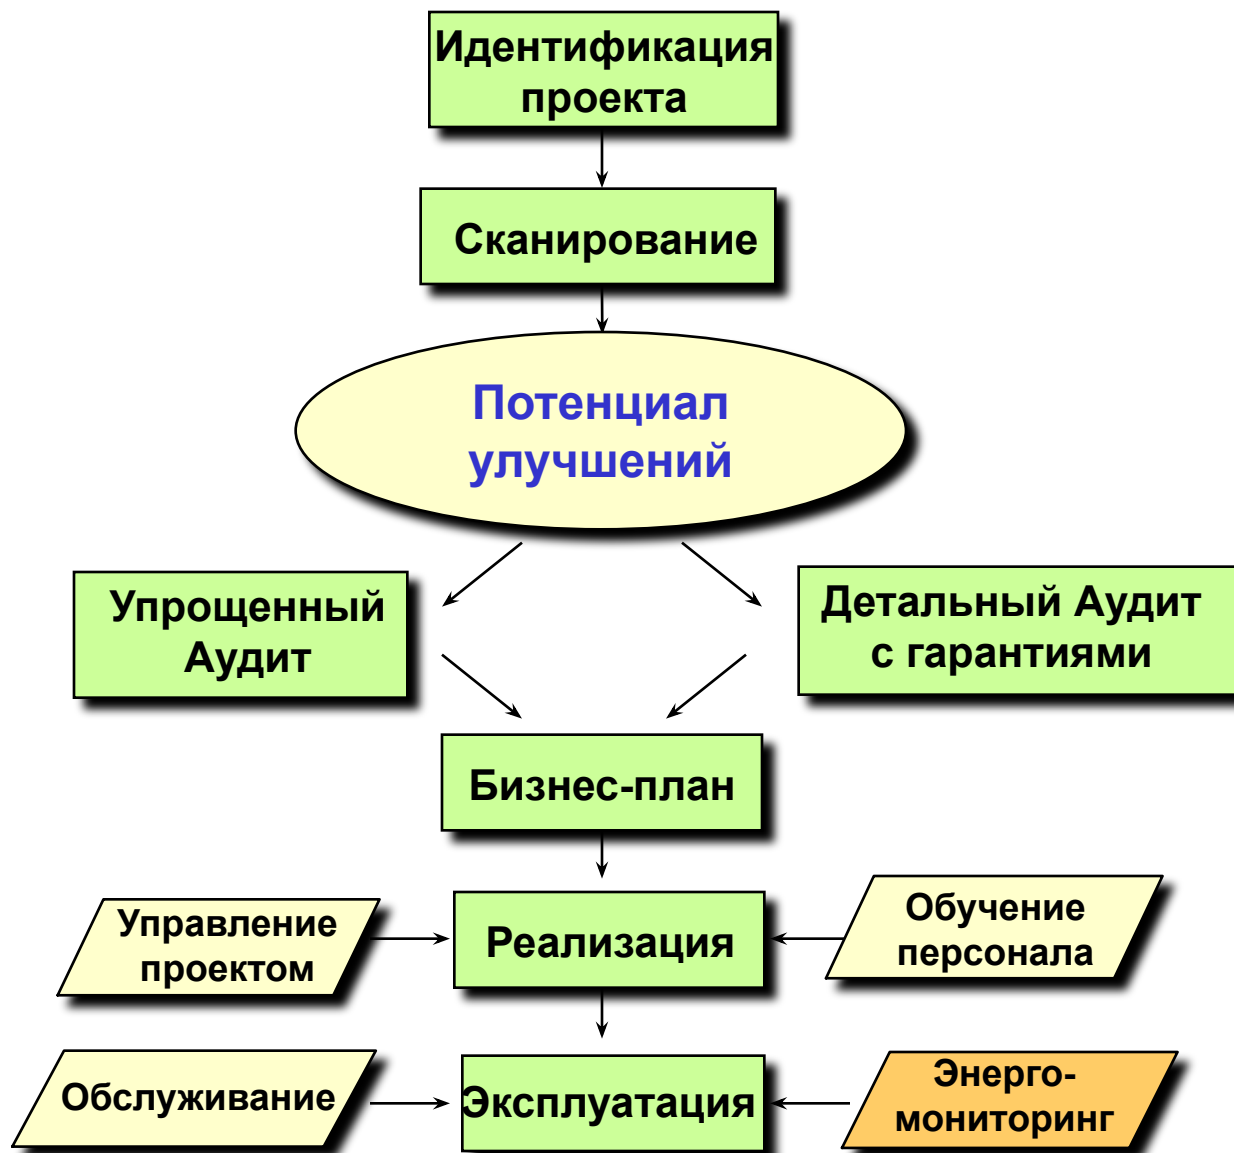 Идентификация
проекта
Сканирование
Потенциал
улучшений
Упрощенный
Аудит
Детальный Аудит
с гарантиями
Бизнес-план
Управление
проектом
Реализация
Обучение
персонала
Обслуживание
Эксплуатация
Энерго-
мониторинг